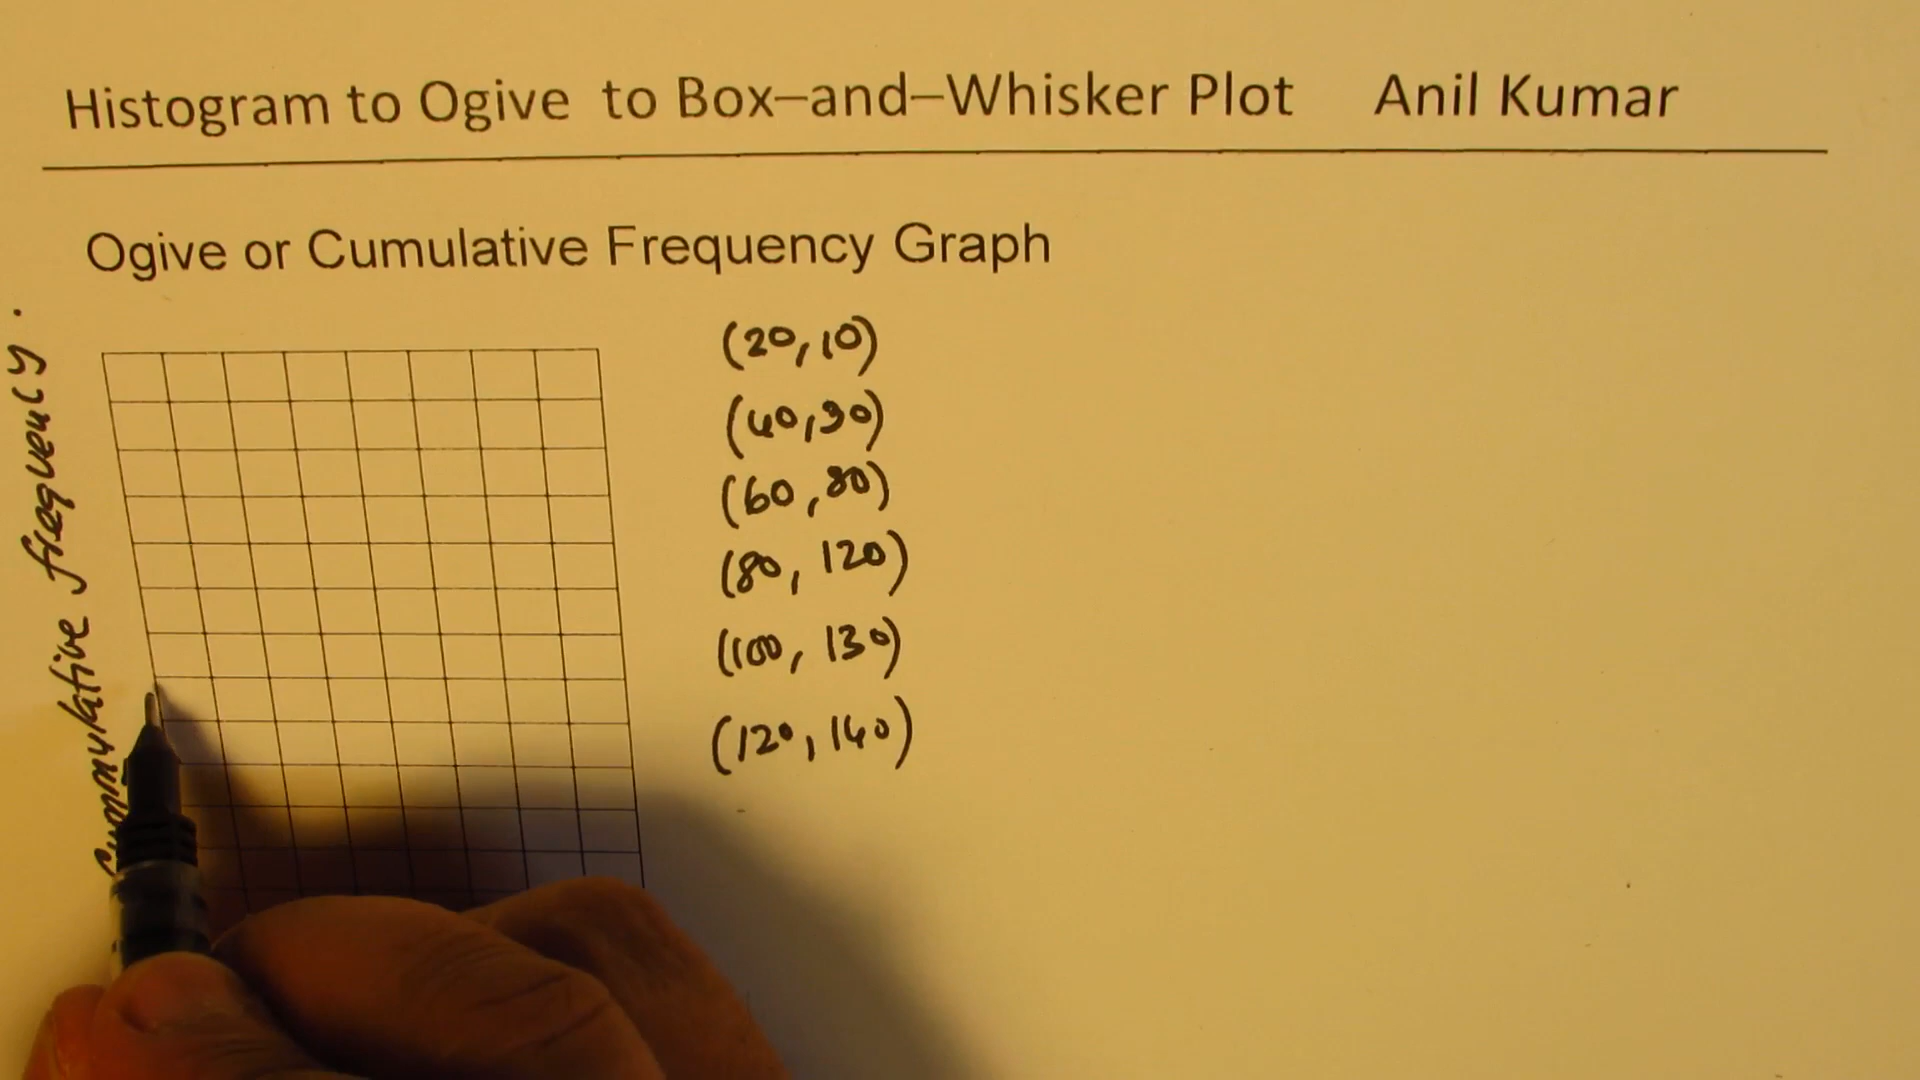 Histogram to Ogive to Box–and–Whisker Plot Anil Kumar
Ogive or Cumulative Frequency Graph
Cummulative frequency.
(20, 10)
(40, 30)
(60, 80)
(80, 120)
(100, 130)
(120, 140)